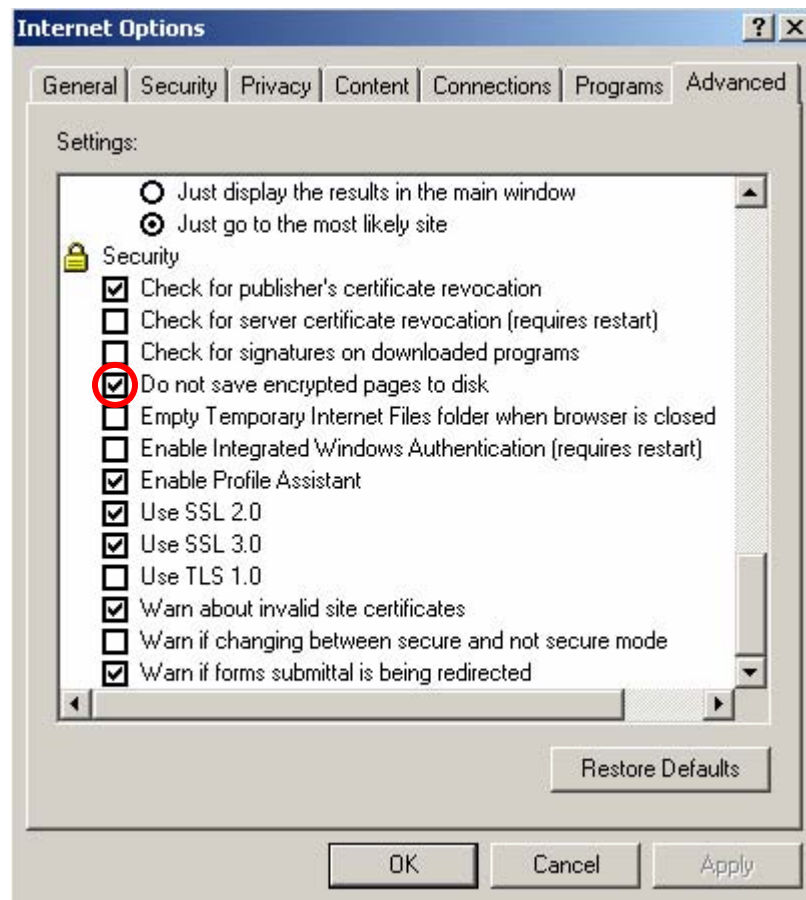 Internet Options
General Security Privacy Content Connections Programs Advanced
Settings:
Just display the results in the main window
Just go to the most likely site
Security
Check for publisher's certificate revocation
Check for server certificate revocation (requires restart)
Check for signatures on downloaded programs
Do not save encrypted pages to disk
Empty Temporary Internet Files folder when browser is closed
Enable Integrated Windows Authentication (requires restart)
Enable Profile Assistant
Use SSL 2.0
Use SSL 3.0
Use TLS 1.0
Warn about invalid site certificates
Warn if changing between secure and not secure mode
Warn if forms submittal is being redirected
Restore Defaults
OK Cancel Apply